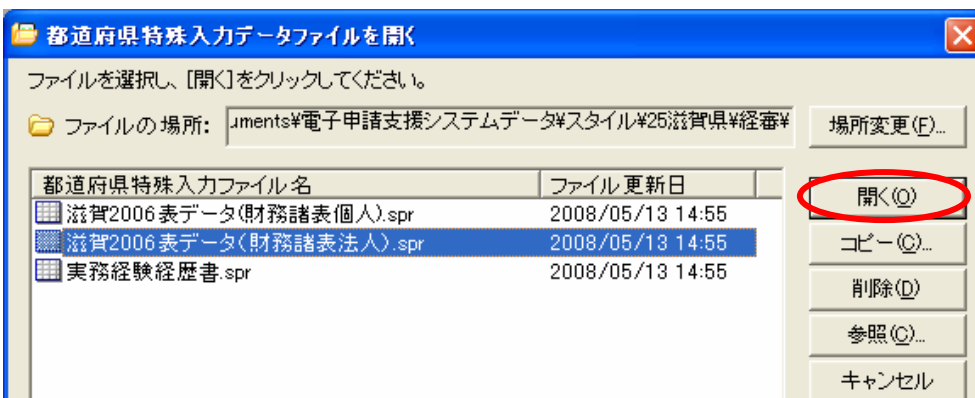 都道府県特殊入力データファイルを開く
ファイルを選択し、[開く]をクリックしてください。
ファイルの場所: uments¥電子申請支援システムデータ¥スタイル¥25滋賀県¥経審¥ 場所変更(F)...
都道府県特殊入力ファイル名 ファイル更新日
滋賀2006表データ(財務諸表個人).spr 2008/05/13 14:55
滋賀2006表データ(財務諸表法人).spr 2008/05/13 14:55
実務経験経歴書.spr 2008/05/13 14:55
開く(O)
コピー(C)...
削除(D)
参照(C)...
キャンセル